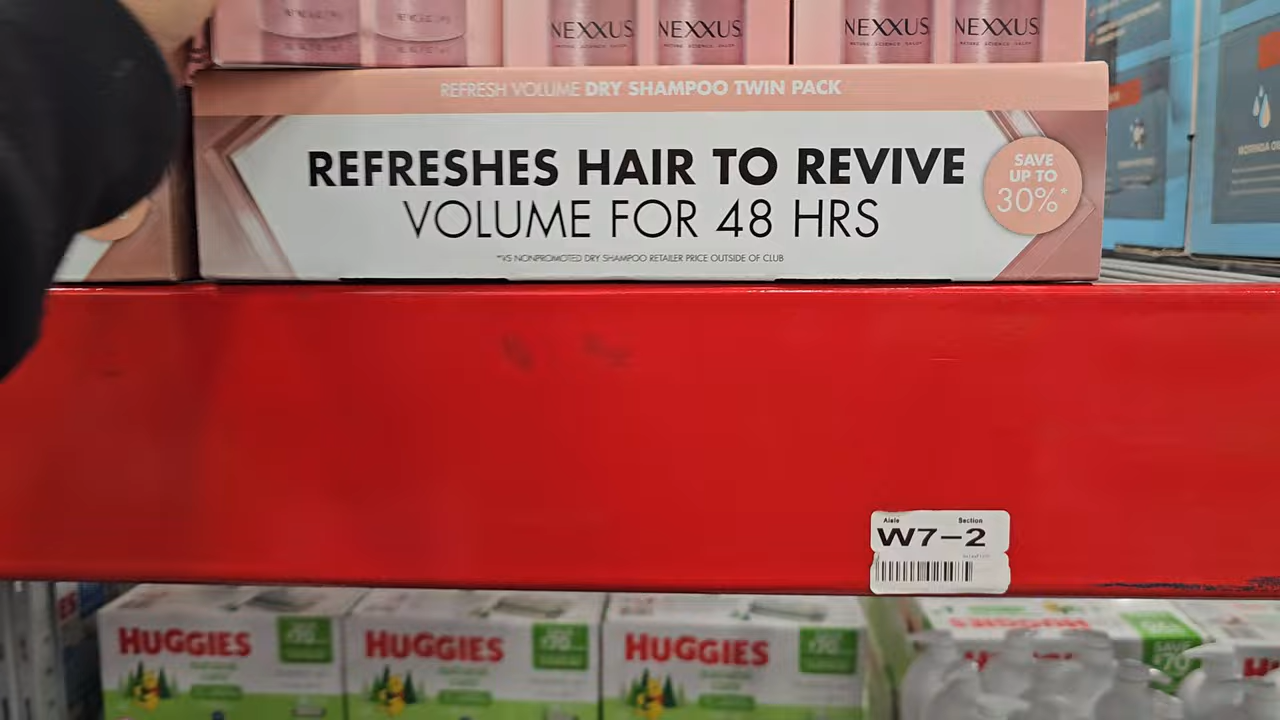 NEXXUS
NEXXUS
NEXXUS
NEXXUS
REFRESH VOLUME DRY SHAMPOO TWIN PACK
REFRESHES HAIR TO REVIVE
VOLUME FOR 48 HRS
*VS NONPROMOTED DRY SHAMPOO RETAILER PRICE OUTSIDE OF CLUB
SAVE
UP TO
30%*
Aisle Section
W7-2
HUGGIES
HUGGIES
HUGGIES
SAVE